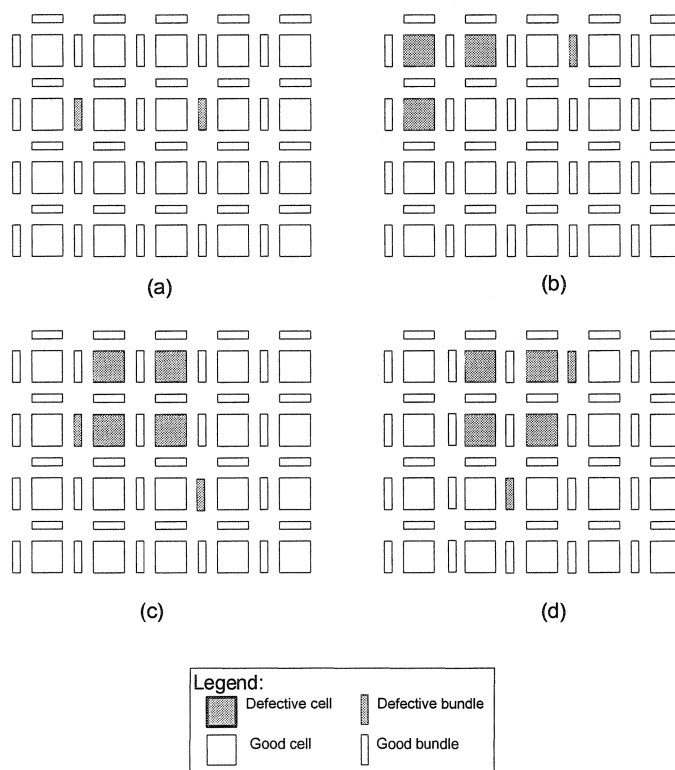 (a)
(b)
(c)
(d)
Legend:
Defective cell
Defective bundle
Good cell
Good bundle